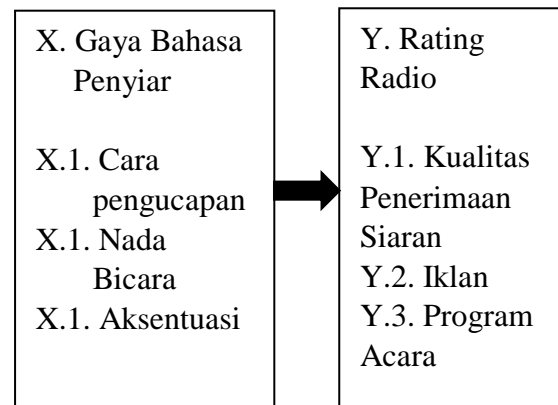 X. Gaya Bahasa
Penyiar
X.1. Cara
pengucapan
X.1. Nada
Bicara
X.1. Aksentuasi
Y. Rating
Radio
Y.1. Kualitas
Penerimaan
Siaran
Y.2. Iklan
Y.3. Program
Acara